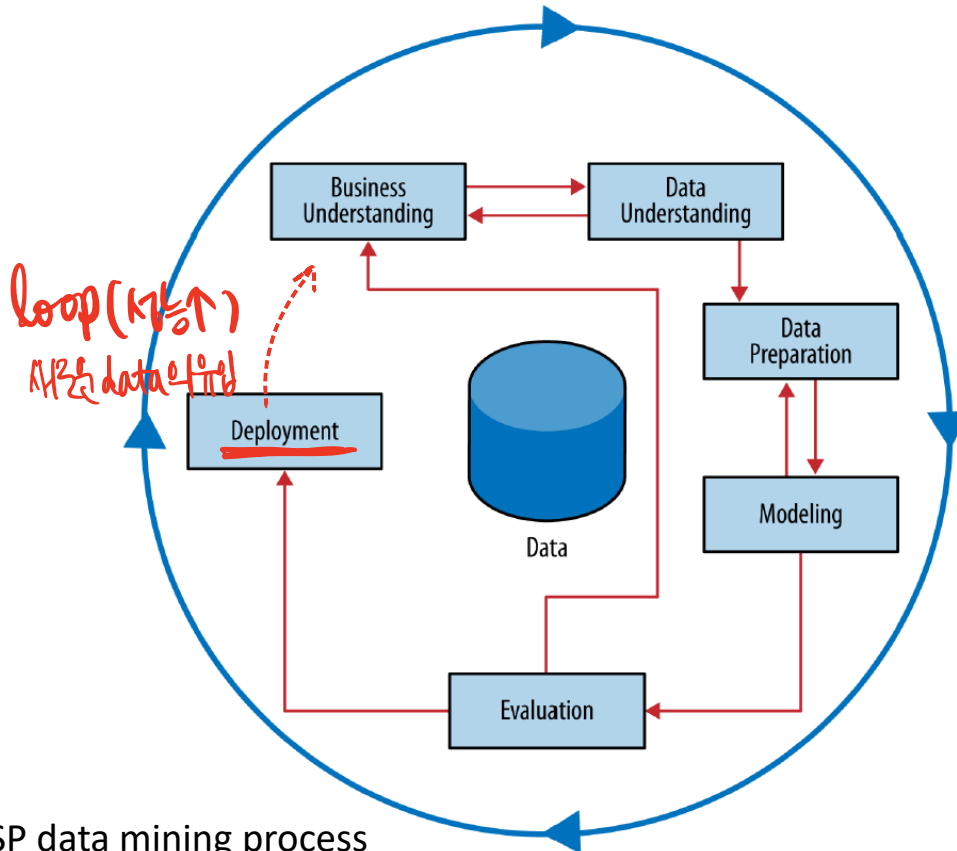 Business
Understanding
Data
Understanding
loop(성능↑)
새로운 data의 유입
Data
Preparation
Deployment
Modeling
Data
Evaluation
SP data mining process